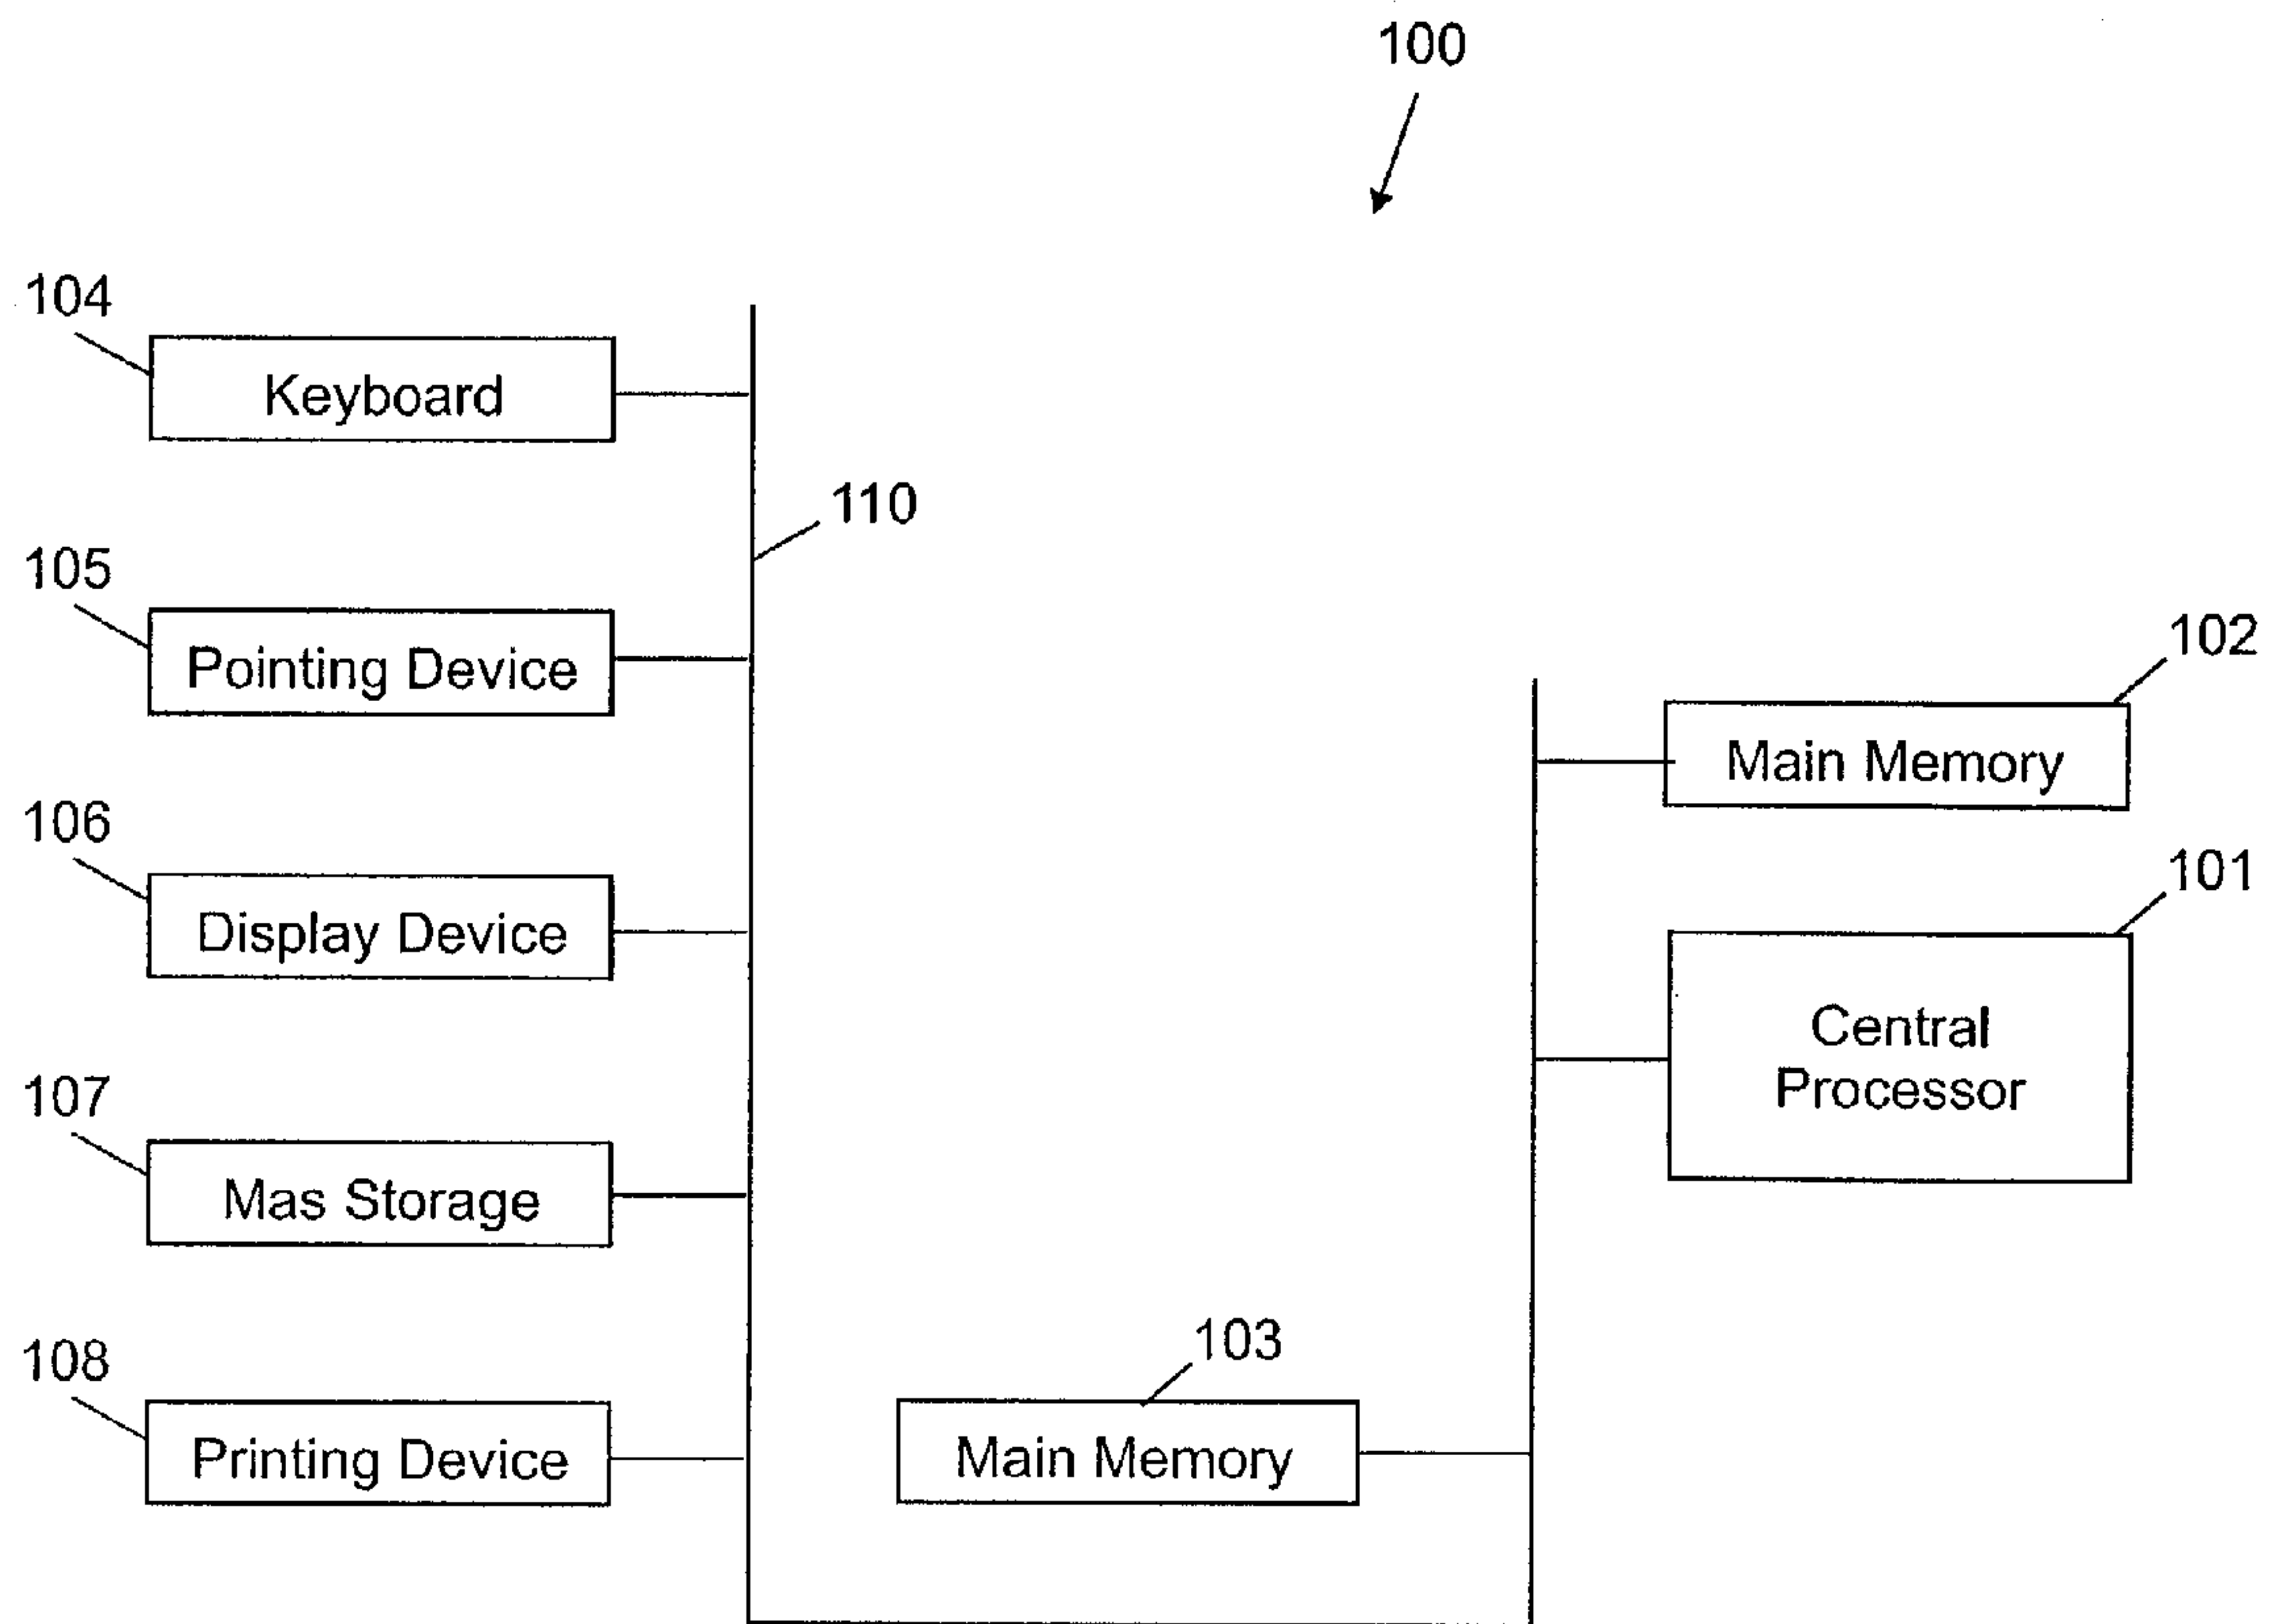 100
104
Keyboard
110
105
Pointing Device
102
Main Memory
106
Display Device
101
Central
Processor
107
Mas Storage
103
108
Main Memory
Printing Device